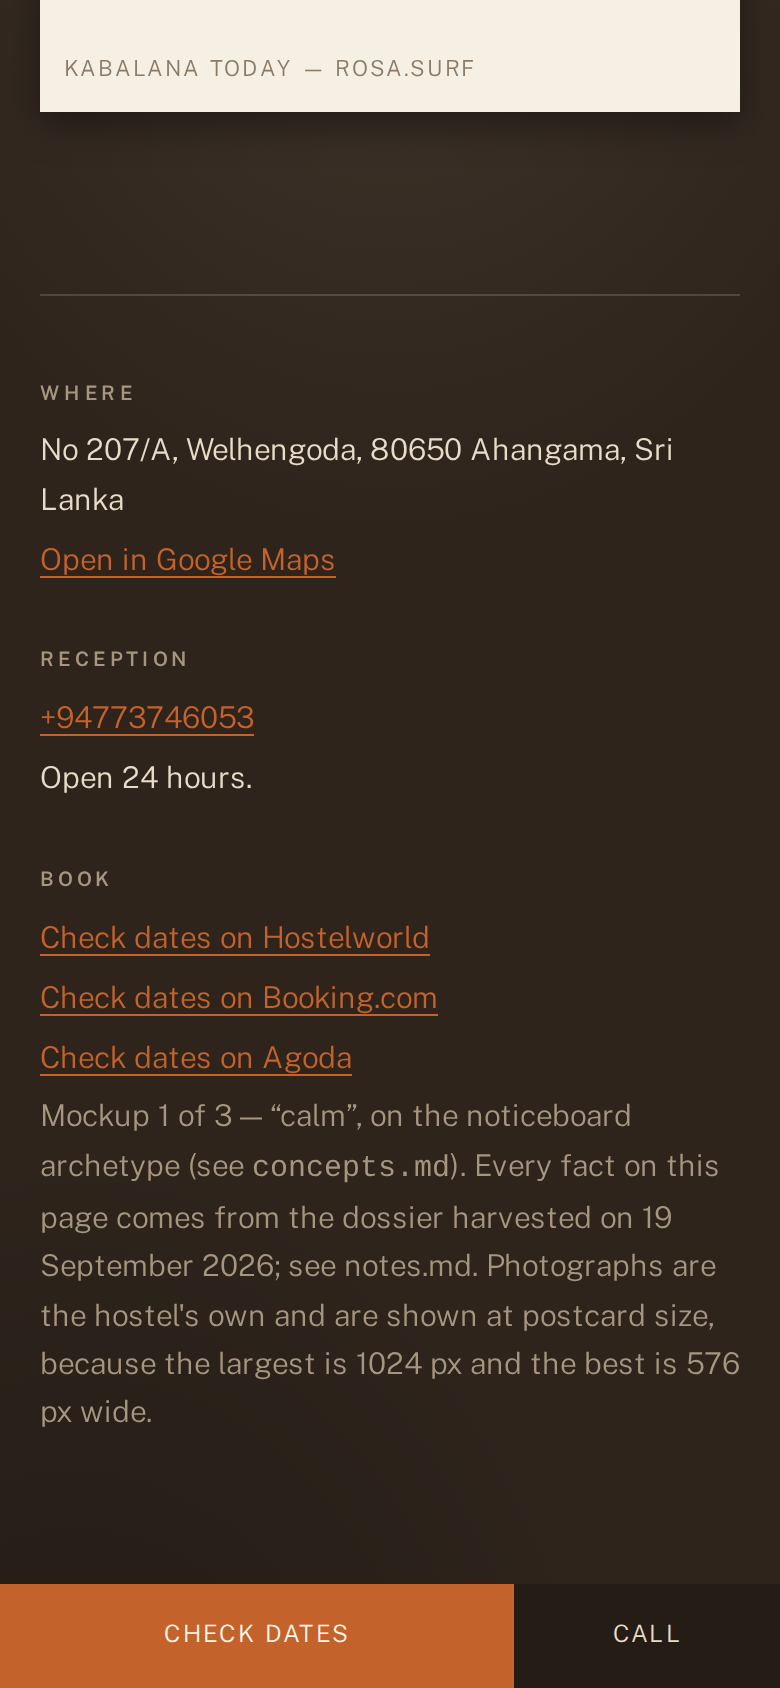 KABALANA TODAY — ROSA.SURF
WHERE
No 207/A, Welhengoda, 80650 Ahangama, Sri
Lanka
Open in Google Maps
RECEPTION
+94773746053
Open 24 hours.
BOOK
Check dates on Hostelworld
Check dates on Booking.com
Check dates on Agoda
Mockup 1 of 3 — “calm”, on the noticeboard
archetype (see concepts.md). Every fact on this
page comes from the dossier harvested on 19
September 2026; see notes.md. Photographs are
the hostel's own and are shown at postcard size,
because the largest is 1024 px and the best is 576
px wide.
CHECK DATES
CALL